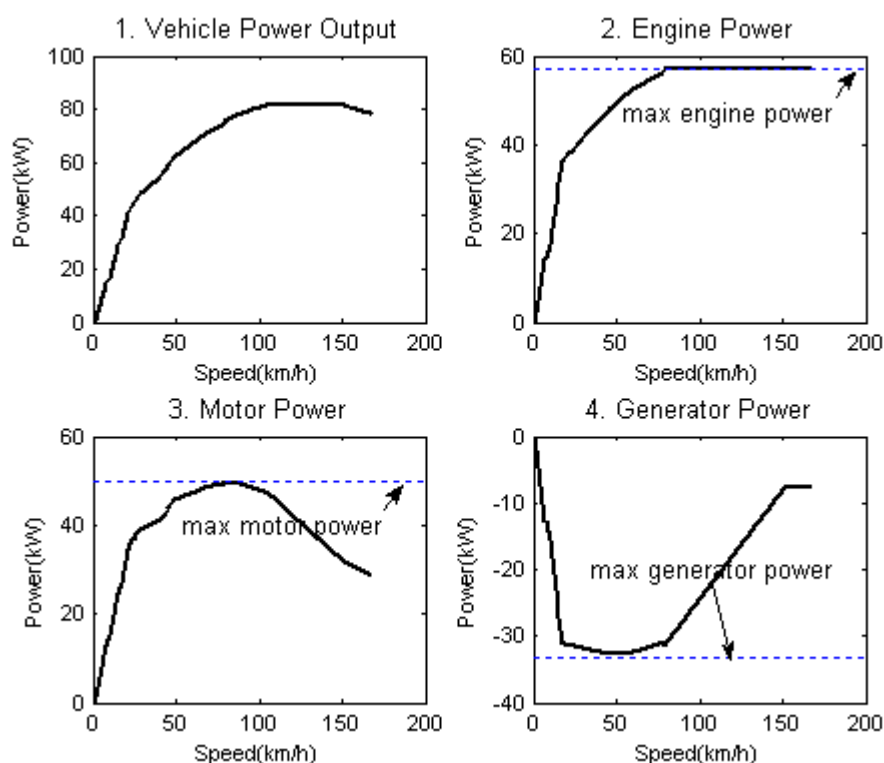 1. Vehicle Power Output
100
80
60
40
20
0
Power(kW)
0 50 100 150 200
Speed(km/h)
2. Engine Power
60
40
20
0
Power(kW)
max engine power
0 50 100 150 200
Speed(km/h)
3. Motor Power
60
40
20
0
Power(kW)
max motor power
0 50 100 150 200
Speed(km/h)
4. Generator Power
0
-10
-20
-30
-40
Power(kW)
max generator power
0 50 100 150 200
Speed(km/h)